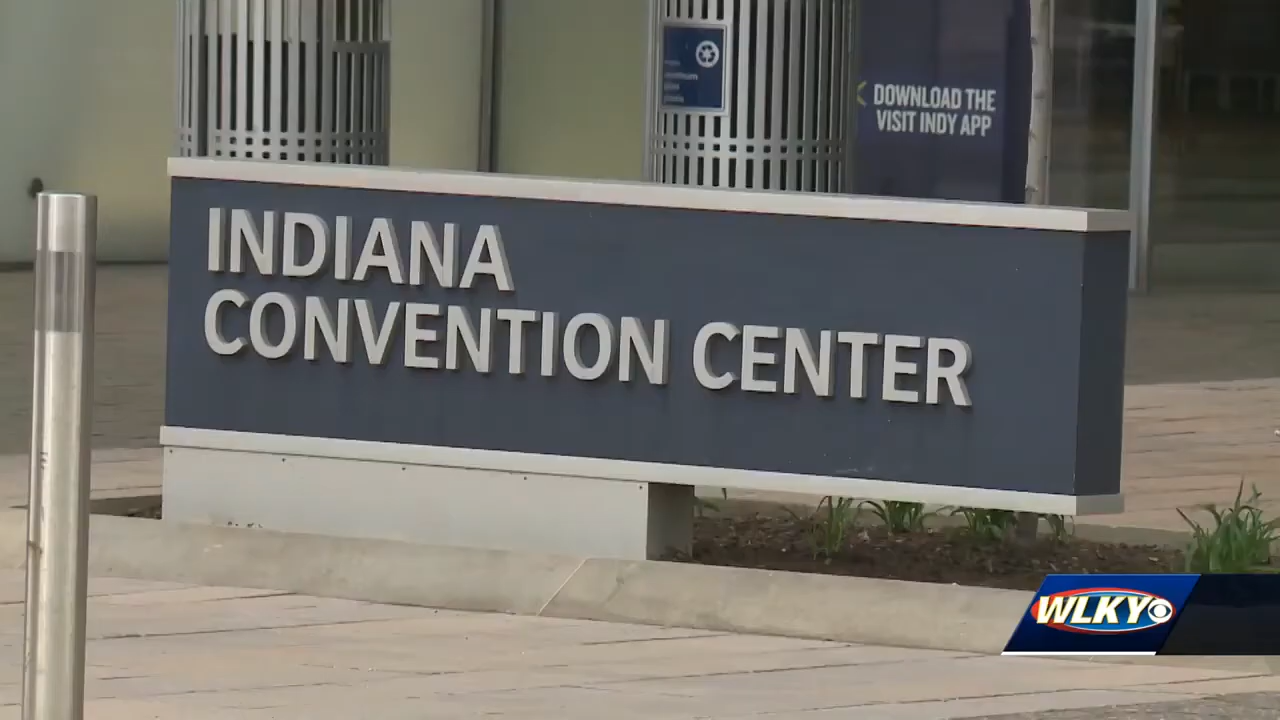 DOWNLOAD THE
VISIT INDY APP
INDIANA
CONVENTION CENTER
WLKY